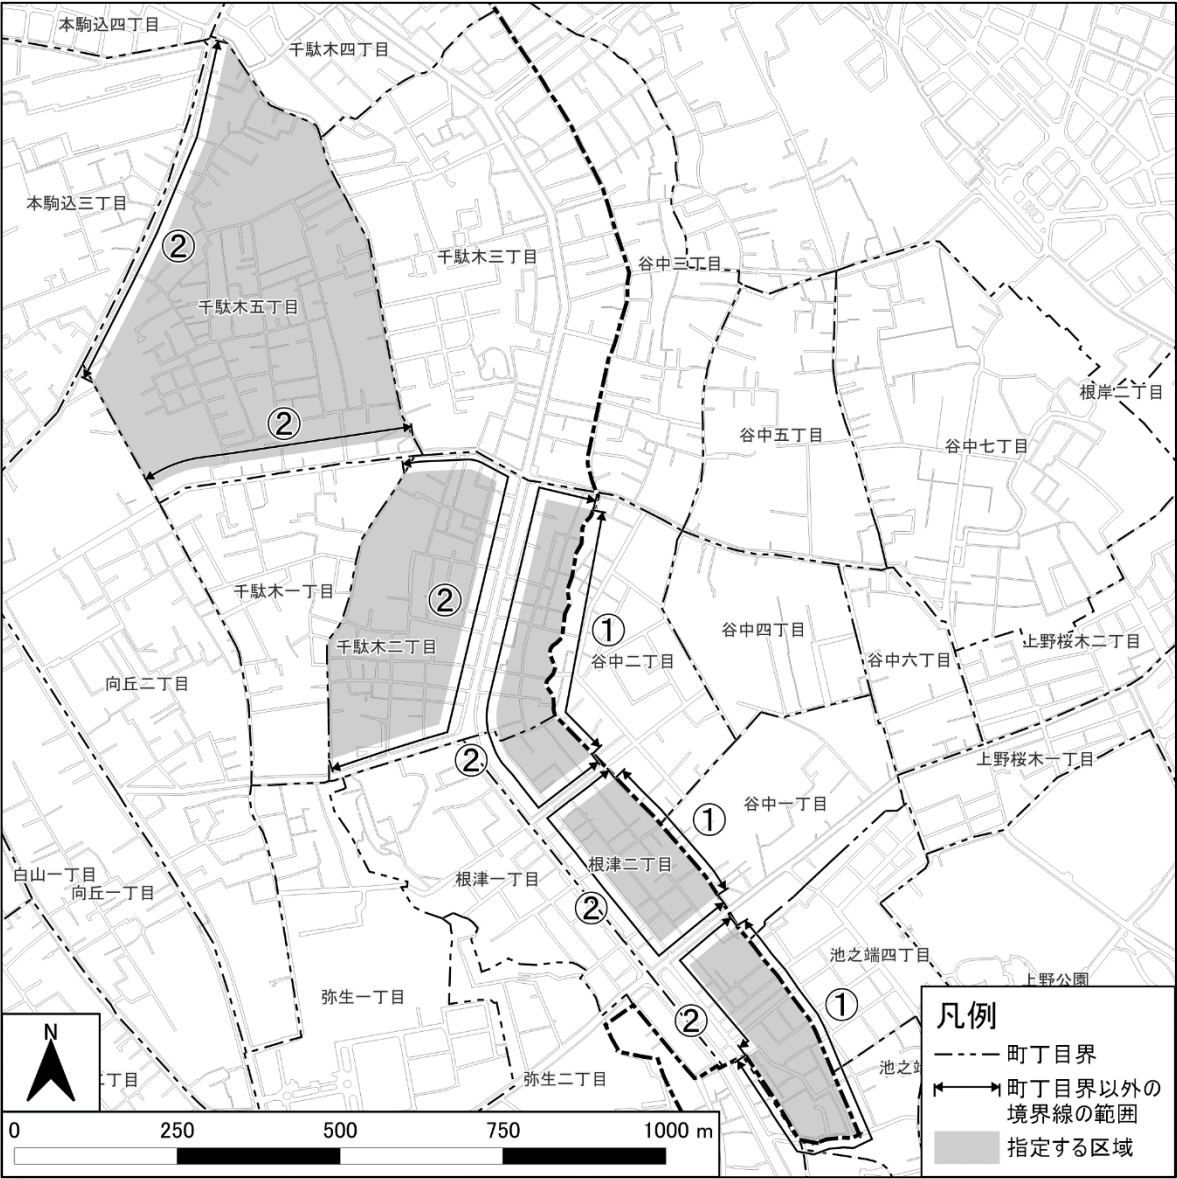 本駒込四丁目
千駄木四丁目
本駒込三丁目
②
千駄木三丁目
谷中三丁目
千駄木五丁目
根岸二丁目
②
谷中五丁目
谷中七丁目
千駄木一丁目
②
①
谷中四丁目
上野桜木二丁目
千駄木二丁目
谷中二丁目
谷中六丁目
向丘二丁目
②
上野桜木一丁目
①
谷中一丁目
白山一丁目
根津二丁目
向丘一丁目
根津一丁目
②
池之端四丁目
上野公園
弥生一丁目
①
②
凡例
町丁目界
町丁目界以外の
境界線の範囲
指定する区域
N
二丁目
弥生二丁目
池之端
0 250 500 750 1000 m